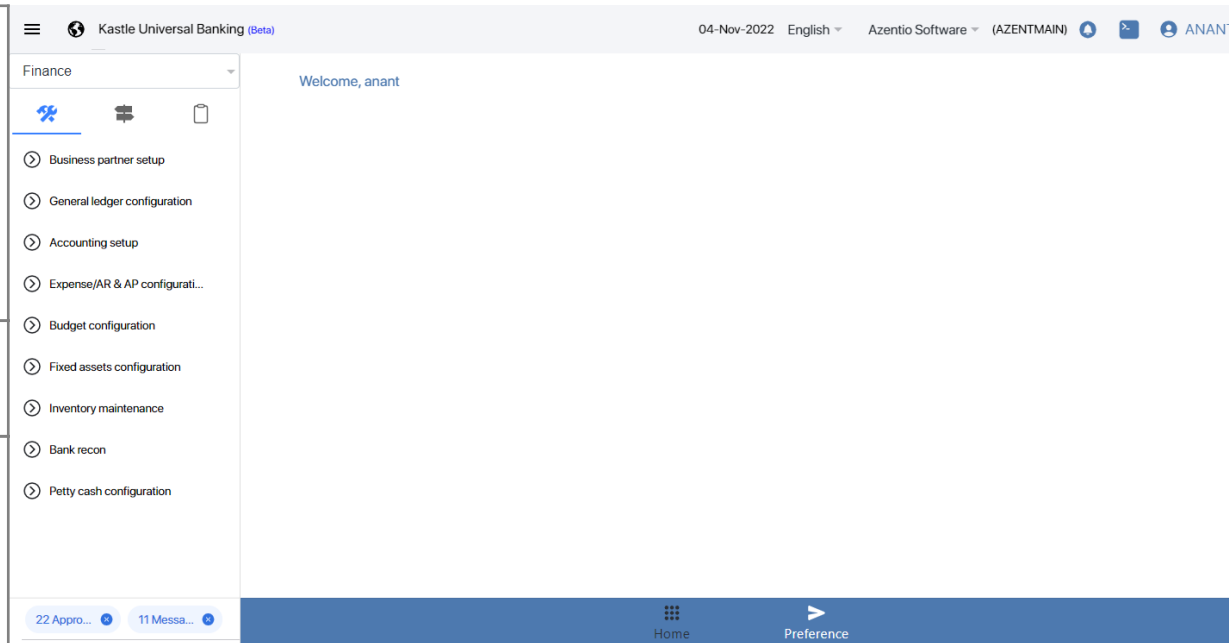 Kastle Universal Banking (Beta)
04-Nov-2022 English Azentio Software (AZENTMAIN) ANANT
Finance
Welcome, anant
Business partner setup
General ledger configuration
Accounting setup
Expense/AR & AP configurati...
Budget configuration
Fixed assets configuration
Inventory maintenance
Bank recon
Petty cash configuration
22 Appro... 11 Messa...
Home Preference